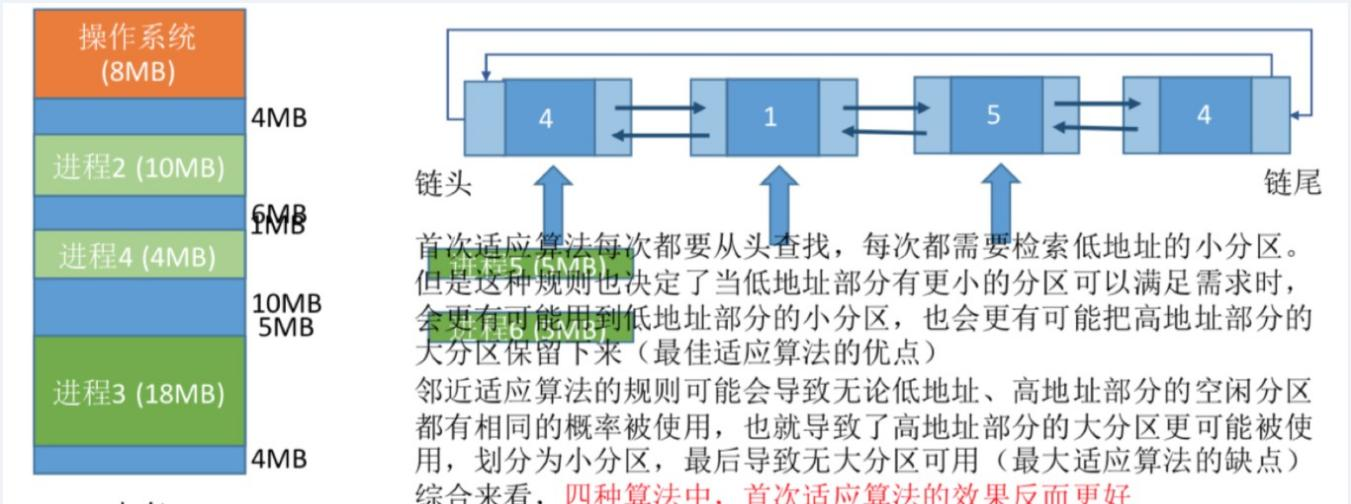 操作系统
(8MB)
4MB
进程2 (10MB)
6MB
1MB
进程4 (4MB)
10MB
5MB
进程3 (18MB)
4MB
4
1
5
4
链头
链尾
进程5 (5MB)
进程6 (5MB)
首次适应算法每次都要从头查找，每次都需要检索低地址的小分区。
但是这种规则也决定了当低地址部分有更小的分区可以满足需求时，
会更有可能用到低地址部分的小分区，也会更有可能把高地址部分的
大分区保留下来（最佳适应算法的优点）
邻近适应算法的规则可能会导致无论低地址、高地址部分的空闲分区
都有相同的概率被使用，也就导致了高地址部分的大分区更可能被使
用，划分为小分区，最后导致无大分区可用（最大适应算法的缺点）
综合来看，四种算法中，首次适应算法的效果反而更好